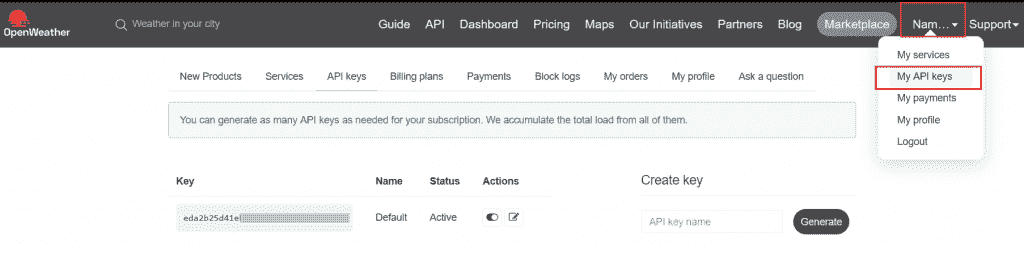 OpenWeather
Weather in your city
Guide API Dashboard Pricing Maps Our Initiatives Partners Blog Marketplace Nam... Support
My services
My API keys
My payments
My profile
Logout
New Products Services API keys Billing plans Payments Block logs My orders My profile Ask a question
You can generate as many API keys as needed for your subscription. We accumulate the total load from all of them.
Key Name Status Actions
eda2b25d41e Default Active
Create key
API key name Generate